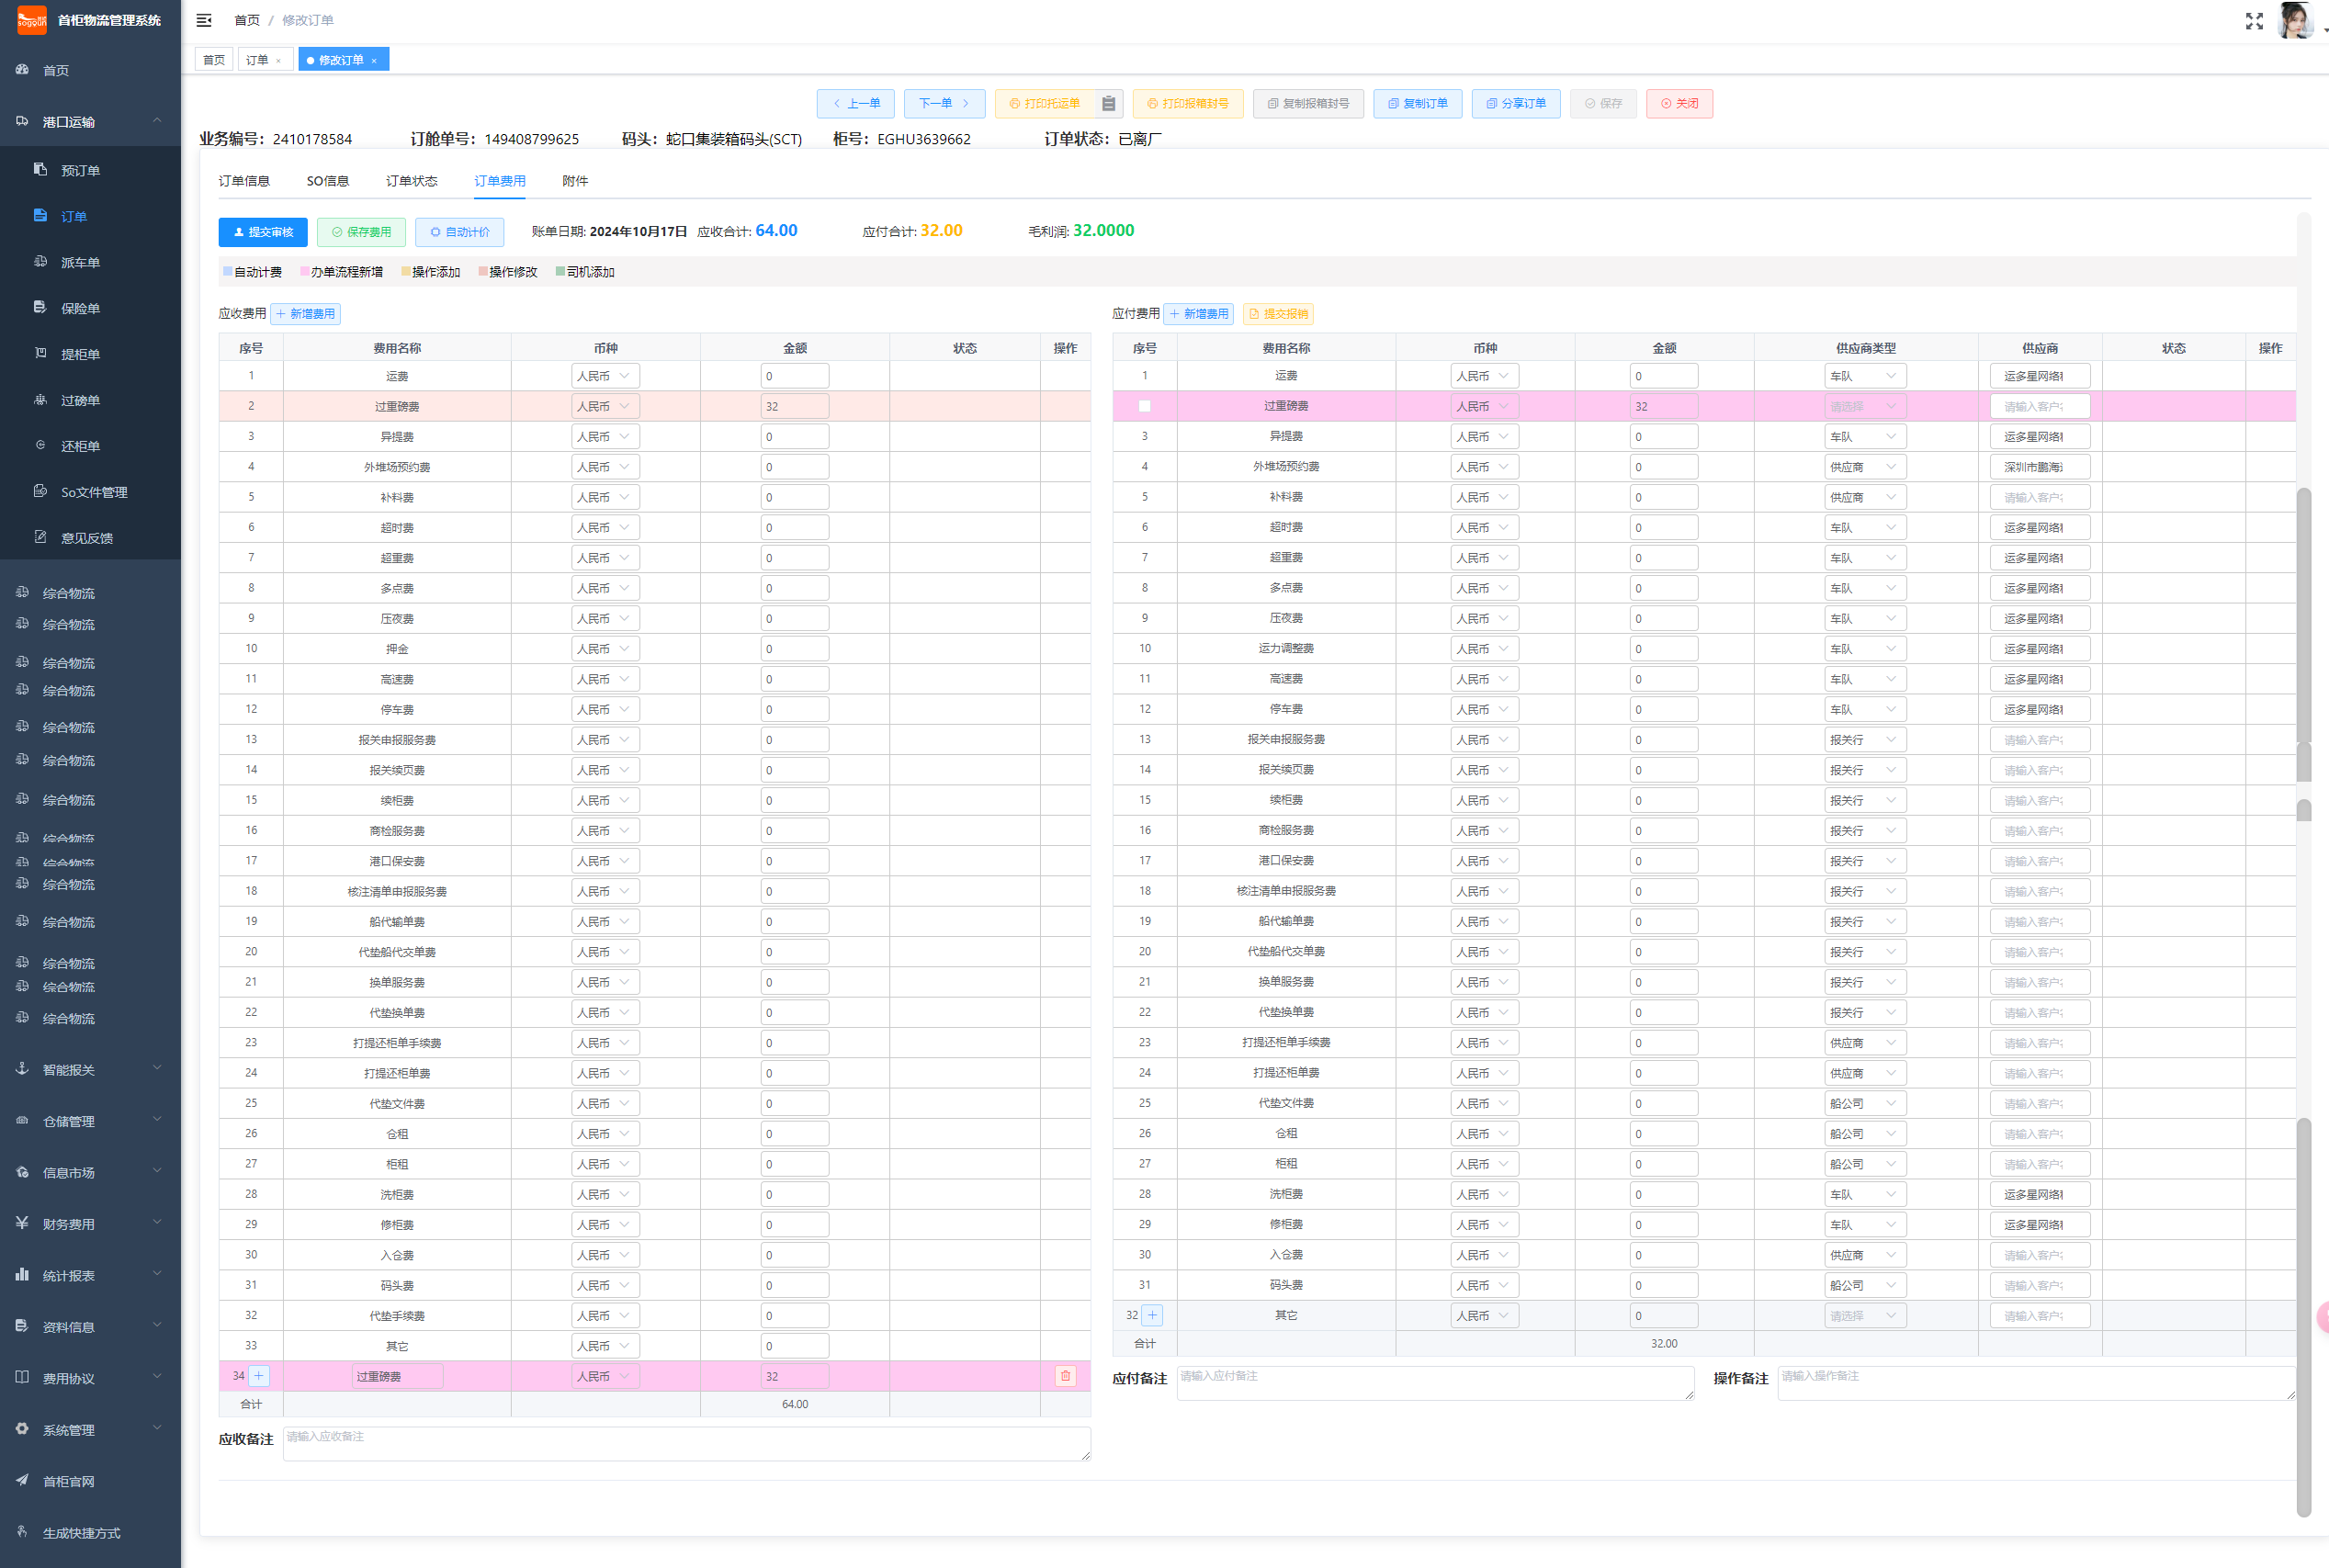 首柜物流管理系统
首页 / 修改订单
首页 订单 × 修改订单 ×
首页
港口运输
预订单
订单
派车单
保险单
提柜单
过磅单
还柜单
So文件管理
意见反馈
综合物流
综合物流
综合物流
综合物流
综合物流
综合物流
综合物流
综合物流
综合物流
综合物流
综合物流
综合物流
综合物流
综合物流
智能报关
仓储管理
信息市场
财务费用
统计报表
资料信息
费用协议
系统管理
首柜官网
生成快捷方式
上一单 下一单 打印托运单 打印报箱封号 复制报箱封号 复制订单 分享订单 保存 关闭
业务编号: 2410178584 订舱单号: 149408799625 码头: 蛇口集装箱码头(SCT) 柜号: EGHU3639662 订单状态: 已离厂
订单信息 SO信息 订单状态 订单费用 附件
提交审核 保存费用 自动计价 账单日期: 2024年10月17日 应收合计: 64.00 应付合计: 32.00 毛利润: 32.0000
自动计费 办单流程新增 操作添加 操作修改 司机添加
应收费用 + 新增费用
序号 费用名称 币种 金额 状态 操作
1 运费 人民币 0
2 过重磅费 人民币 32
3 异提费 人民币 0
4 外堆场预约费 人民币 0
5 补料费 人民币 0
6 超时费 人民币 0
7 超重费 人民币 0
8 多点费 人民币 0
9 压夜费 人民币 0
10 押金 人民币 0
11 高速费 人民币 0
12 停车费 人民币 0
13 报关申报服务费 人民币 0
14 报关续页费 人民币 0
15 续柜费 人民币 0
16 商检服务费 人民币 0
17 港口保安费 人民币 0
18 核注清单申报服务费 人民币 0
19 船代输单费 人民币 0
20 代垫船代交单费 人民币 0
21 换单服务费 人民币 0
22 代垫换单费 人民币 0
23 打提还柜单手续费 人民币 0
24 打提还柜单费 人民币 0
25 代垫文件费 人民币 0
26 仓租 人民币 0
27 柜租 人民币 0
28 洗柜费 人民币 0
29 修柜费 人民币 0
30 入仓费 人民币 0
31 码头费 人民币 0
32 代垫手续费 人民币 0
33 其它 人民币 0
34 + 过重磅费 人民币 32
合计 64.00
应收备注 请输入应收备注
应付费用 + 新增费用 提交报销
序号 费用名称 币种 金额 供应商类型 供应商 状态 操作
1 运费 人民币 0 车队 运多星网络
过重磅费 人民币 32 请选择 请输入客户
3 异提费 人民币 0 车队 运多星网络
4 外堆场预约费 人民币 0 供应商 深圳市鹏海
5 补料费 人民币 0 供应商 请输入客户
6 超时费 人民币 0 车队 运多星网络
7 超重费 人民币 0 车队 运多星网络
8 多点费 人民币 0 车队 运多星网络
9 压夜费 人民币 0 车队 运多星网络
10 运力调整费 人民币 0 车队 运多星网络
11 高速费 人民币 0 车队 运多星网络
12 停车费 人民币 0 车队 运多星网络
13 报关申报服务费 人民币 0 报关行 请输入客户
14 报关续页费 人民币 0 报关行 请输入客户
15 续柜费 人民币 0 报关行 请输入客户
16 商检服务费 人民币 0 报关行 请输入客户
17 港口保安费 人民币 0 报关行 请输入客户
18 核注清单申报服务费 人民币 0 报关行 请输入客户
19 船代输单费 人民币 0 报关行 请输入客户
20 代垫船代交单费 人民币 0 报关行 请输入客户
21 换单服务费 人民币 0 报关行 请输入客户
22 代垫换单费 人民币 0 报关行 请输入客户
23 打提还柜单手续费 人民币 0 供应商 请输入客户
24 打提还柜单费 人民币 0 供应商 请输入客户
25 代垫文件费 人民币 0 船公司 请输入客户
26 仓租 人民币 0 船公司 请输入客户
27 柜租 人民币 0 船公司 请输入客户
28 洗柜费 人民币 0 车队 运多星网络
29 修柜费 人民币 0 车队 运多星网络
30 入仓费 人民币 0 供应商 请输入客户
31 码头费 人民币 0 船公司 请输入客户
32 + 其它 人民币 0 请选择 请输入客户
合计 32.00
应付备注 请输入应付备注 操作备注 请输入操作备注